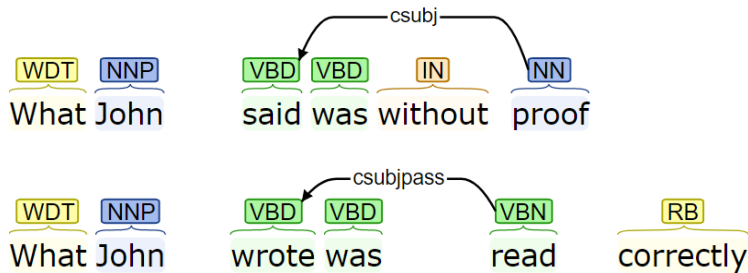 csubj
WDT NNP VBD VBD IN NN
What John said was without proof
csubjpass
WDT NNP VBD VBD VBN RB
What John wrote was read correctly